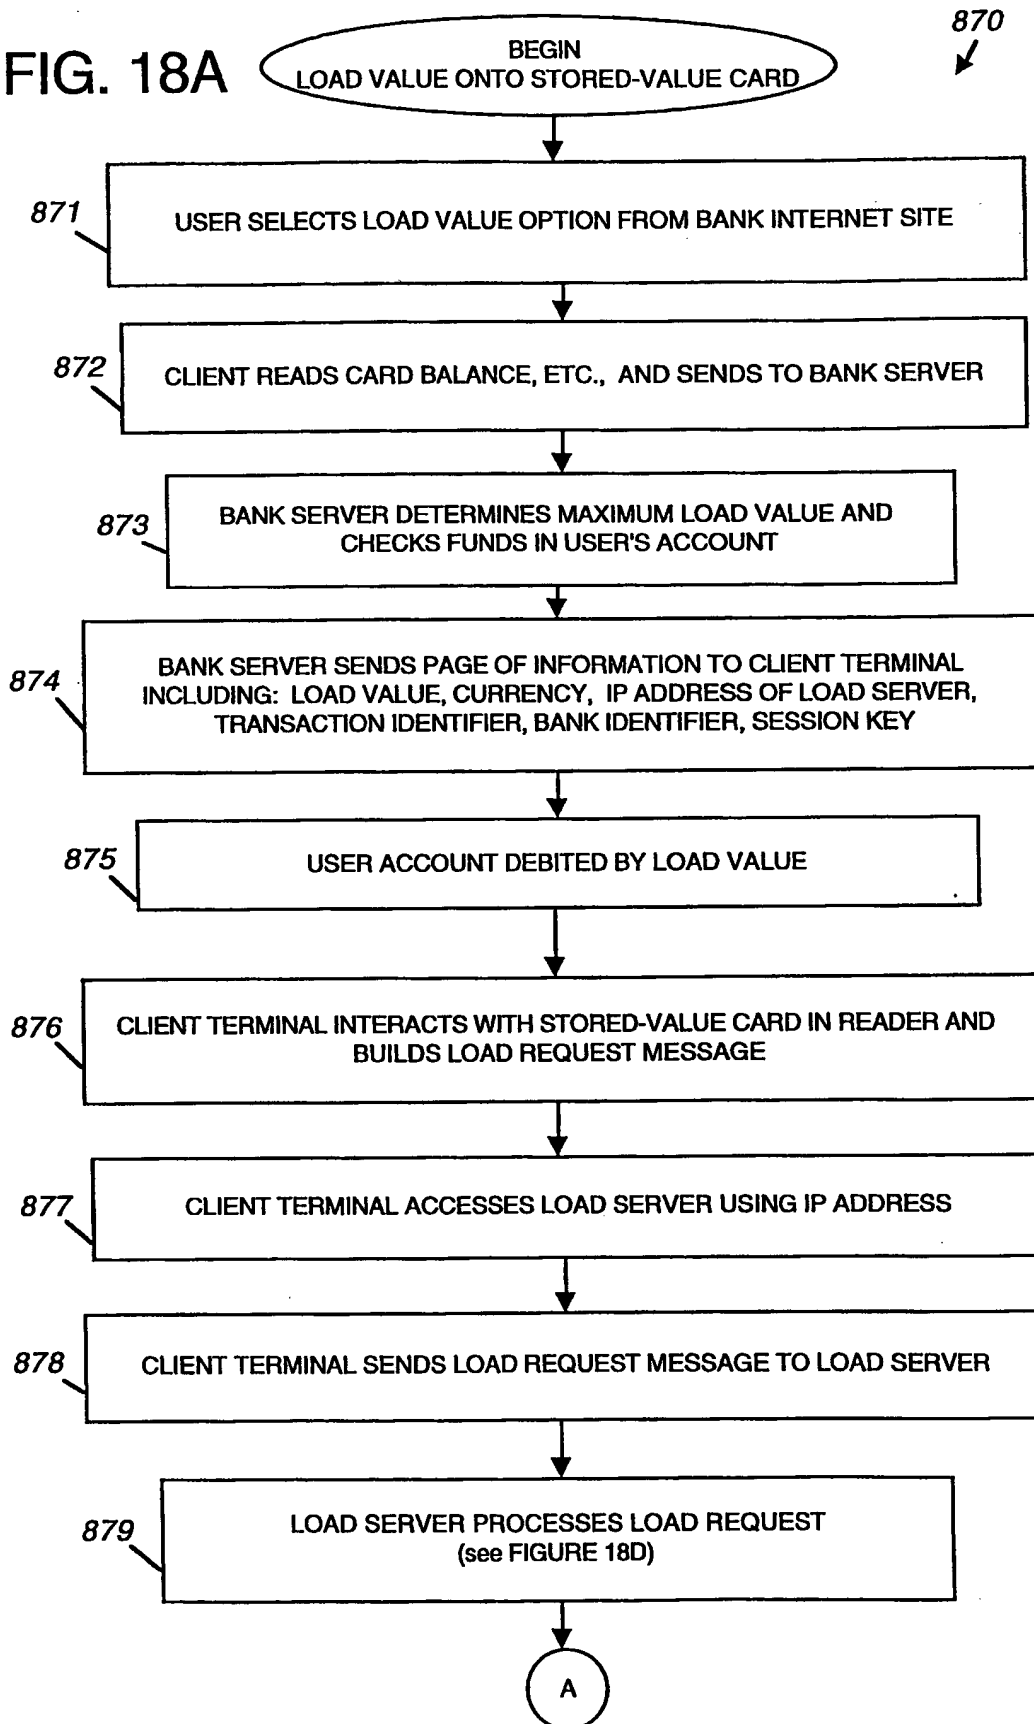 FIG. 18A
870
BEGIN
LOAD VALUE ONTO STORED-VALUE CARD
871
USER SELECTS LOAD VALUE OPTION FROM BANK INTERNET SITE
872
CLIENT READS CARD BALANCE, ETC., AND SENDS TO BANK SERVER
873
BANK SERVER DETERMINES MAXIMUM LOAD VALUE AND
CHECKS FUNDS IN USER'S ACCOUNT
874
BANK SERVER SENDS PAGE OF INFORMATION TO CLIENT TERMINAL
INCLUDING: LOAD VALUE, CURRENCY, IP ADDRESS OF LOAD SERVER,
TRANSACTION IDENTIFIER, BANK IDENTIFIER, SESSION KEY
875
USER ACCOUNT DEBITED BY LOAD VALUE
876
CLIENT TERMINAL INTERACTS WITH STORED-VALUE CARD IN READER AND
BUILDS LOAD REQUEST MESSAGE
877
CLIENT TERMINAL ACCESSES LOAD SERVER USING IP ADDRESS
878
CLIENT TERMINAL SENDS LOAD REQUEST MESSAGE TO LOAD SERVER
879
LOAD SERVER PROCESSES LOAD REQUEST
(see FIGURE 18D)
A